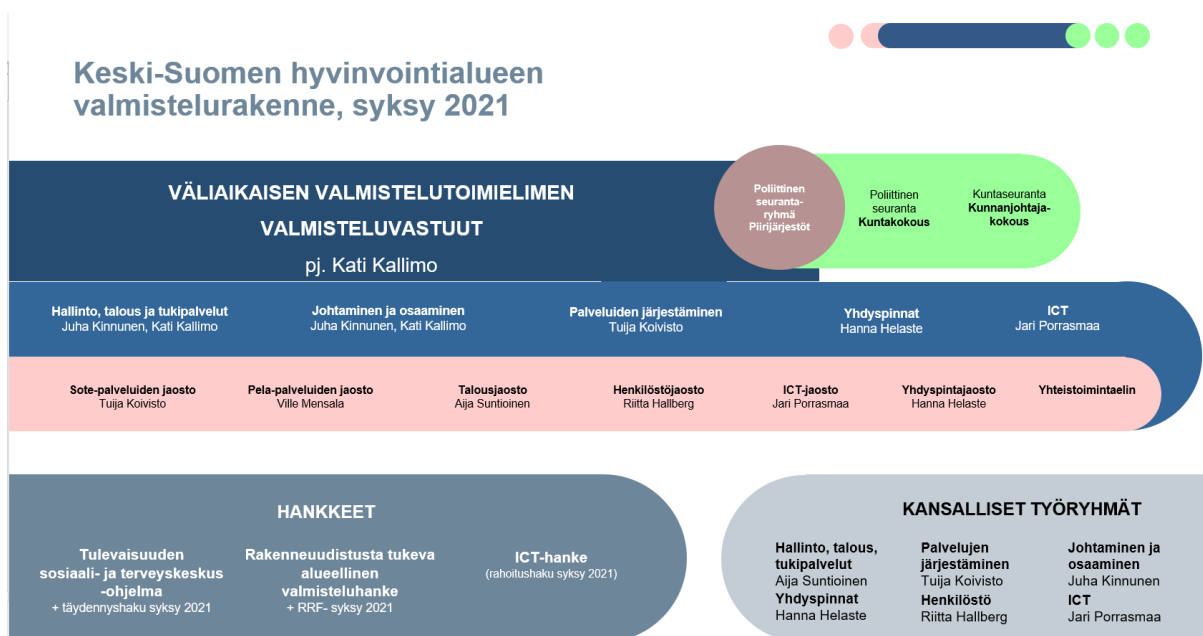 Keski-Suomen hyvinvointialueen
valmistelurakenne, syksy 2021
VÄLIAIKAISEN VALMISTELUTOIMIELIMEN
VALMISTELUVASTUUT
pj. Kati Kallimo
Poliittinen
seuranta-
ryhmä
Piirijärjestöt
Poliittinen
seuranta
Kuntakokous
Kuntaseuranta
Kunnanjohtaja-
kokous
Hallinto, talous ja tukipalvelut
Juha Kinnunen, Kati Kallimo
Johtaminen ja osaaminen
Juha Kinnunen, Kati Kallimo
Palveluiden järjestäminen
Tuija Koivisto
Yhdyspinnat
Hanna Helaste
ICT
Jari Porrasmaa
Sote-palveluiden jaosto
Tuija Koivisto
Pela-palveluiden jaosto
Ville Mensala
Talousjaosto
Aija Suntioinen
Henkilöstöjaosto
Riitta Hallberg
ICT-jaosto
Jari Porrasmaa
Yhdyspintajaosto
Hanna Helaste
Yhteistoimintaelin
HANKKEET
Tulevaisuuden
sosiaali- ja terveyskeskus
-ohjelma
+ täydennyshaku syksy 2021
Rakenneuudistusta tukeva
alueellinen
valmisteluhanke
+ RRF- syksy 2021
ICT-hanke
(rahoitushaku syksy 2021)
KANSALLISET TYÖRYHMÄT
Hallinto, talous,
tukipalvelut
Aija Suntioinen
Yhdyspinnat
Hanna Helaste
Palvelujen
järjestäminen
Tuija Koivisto
Henkilöstö
Riitta Hallberg
Johtaminen ja
osaaminen
Juha Kinnunen
ICT
Jari Porrasmaa